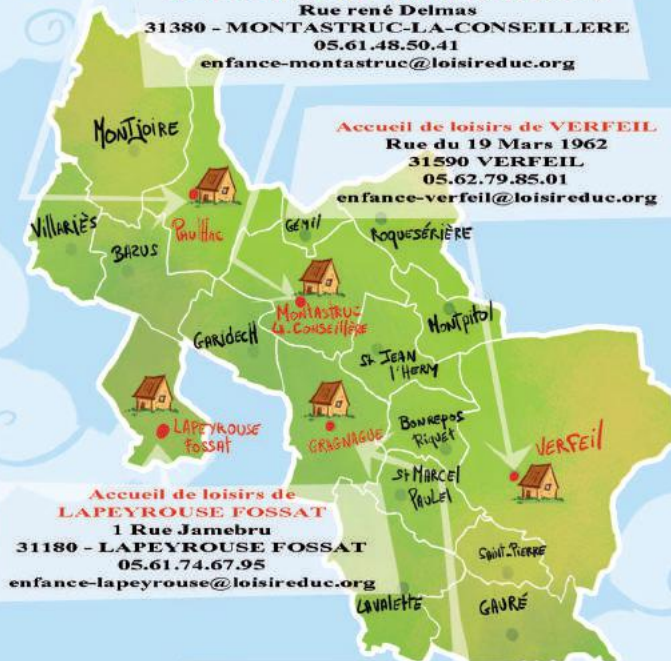 Rue rené Delmas
31380 - MONTASTRUC-LA-CONSEILLERE
05.61.48.50.41
enfance-montastruc@loisireduc.org
MONTJOIRE
Accueil de loisirs de VERFEIL
Rue du 19 Mars 1962
31590 VERFEIL
05.62.79.85.01
enfance-verfeil@loisireduc.org
VillARiÈS
PAulHAC
GÉMil
ROQUESÉRIÈRE
BAZUS
MONTASTRUC
LA.CONSEillÈRE
MONTPitol
GARIDECH
St JEAN
l'HERM
LAPEYROUSE
FOSSAT
GRAGNAGUE
BONREPOS
RiQUET
VERFEIL
St MARCEL
PAULEL
Accueil de loisirs de
LAPEYROUSE FOSSAT
1 Rue Jamebru
31180 - LAPEYROUSE FOSSAT
05.61.74.67.95
enfance-lapeyrouse@loisireduc.org
SAiNt-PiERRE
LAVALETTE
GAURÉ